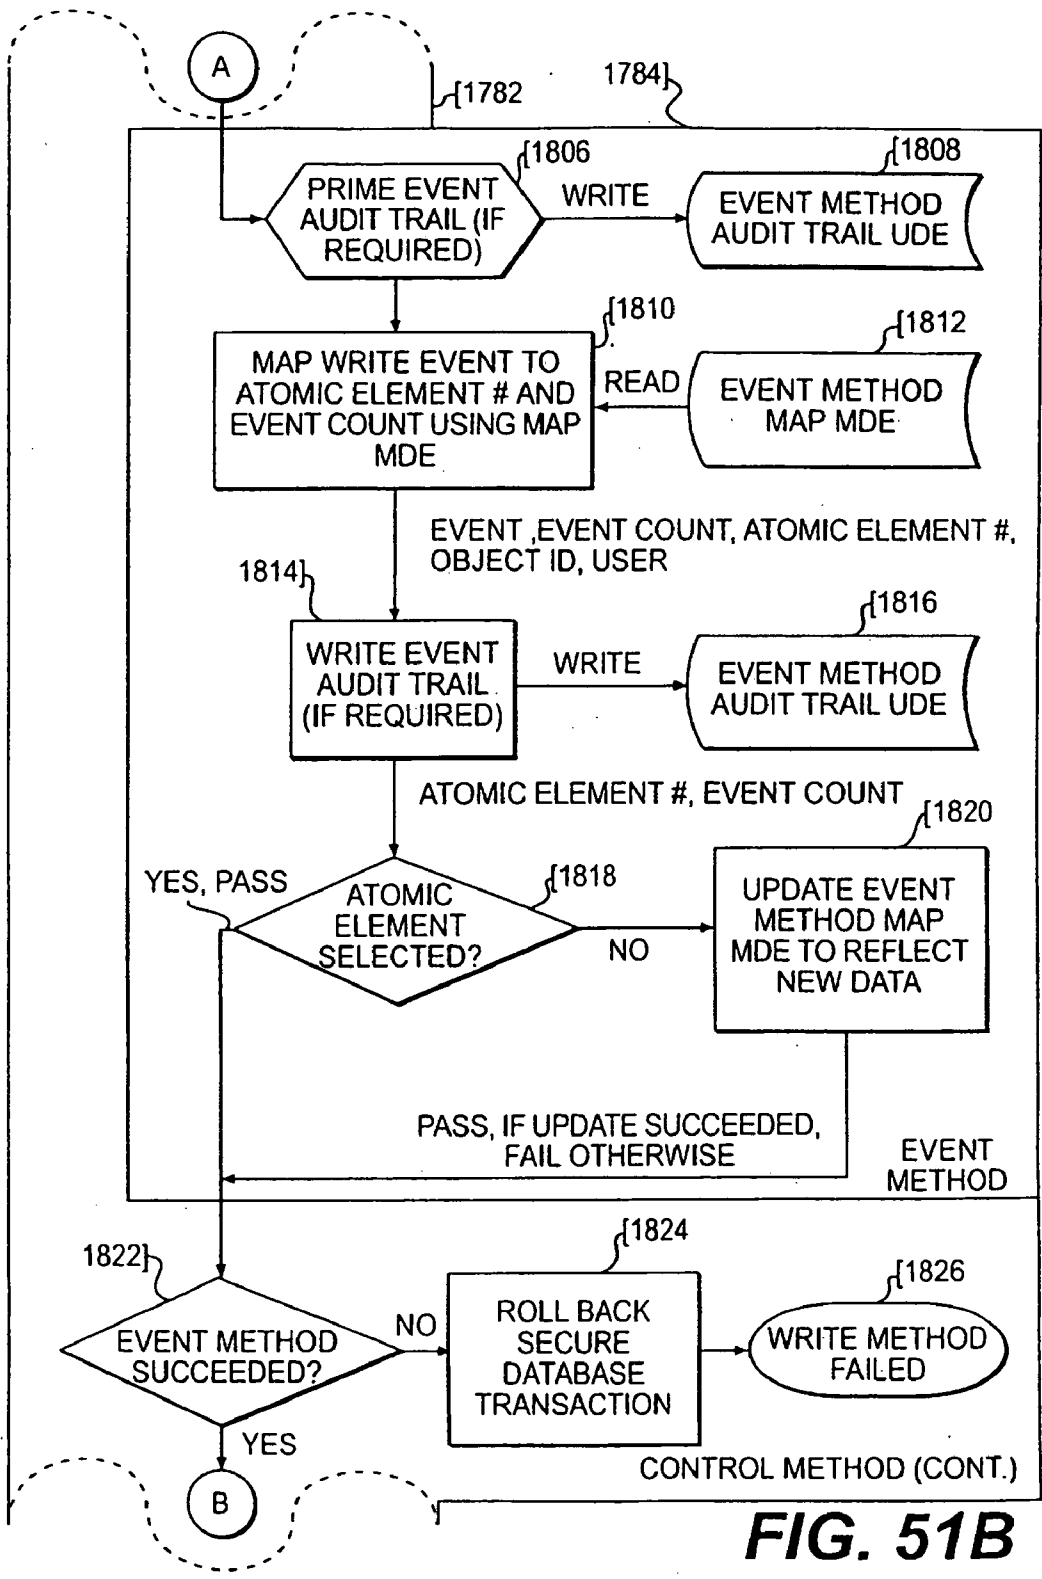 A
[1782
1784]
[1806
PRIME EVENT
AUDIT TRAIL (IF
REQUIRED)
WRITE
[1808
EVENT METHOD
AUDIT TRAIL UDE
[1810
MAP WRITE EVENT TO
ATOMIC ELEMENT # AND
EVENT COUNT USING MAP
MDE
READ
[1812
EVENT METHOD
MAP MDE
EVENT ,EVENT COUNT, ATOMIC ELEMENT #,
OBJECT ID, USER
1814]
WRITE EVENT
AUDIT TRAIL
(IF REQUIRED)
WRITE
[1816
EVENT METHOD
AUDIT TRAIL UDE
ATOMIC ELEMENT #, EVENT COUNT
YES, PASS
[1818
ATOMIC
ELEMENT
SELECTED?
NO
[1820
UPDATE EVENT
METHOD MAP
MDE TO REFLECT
NEW DATA
PASS, IF UPDATE SUCCEEDED,
FAIL OTHERWISE
EVENT
METHOD
1822]
EVENT METHOD
SUCCEEDED?
NO
[1824
ROLL BACK
SECURE
DATABASE
TRANSACTION
[1826
WRITE METHOD
FAILED
YES
B
CONTROL METHOD (CONT.)
FIG. 51B